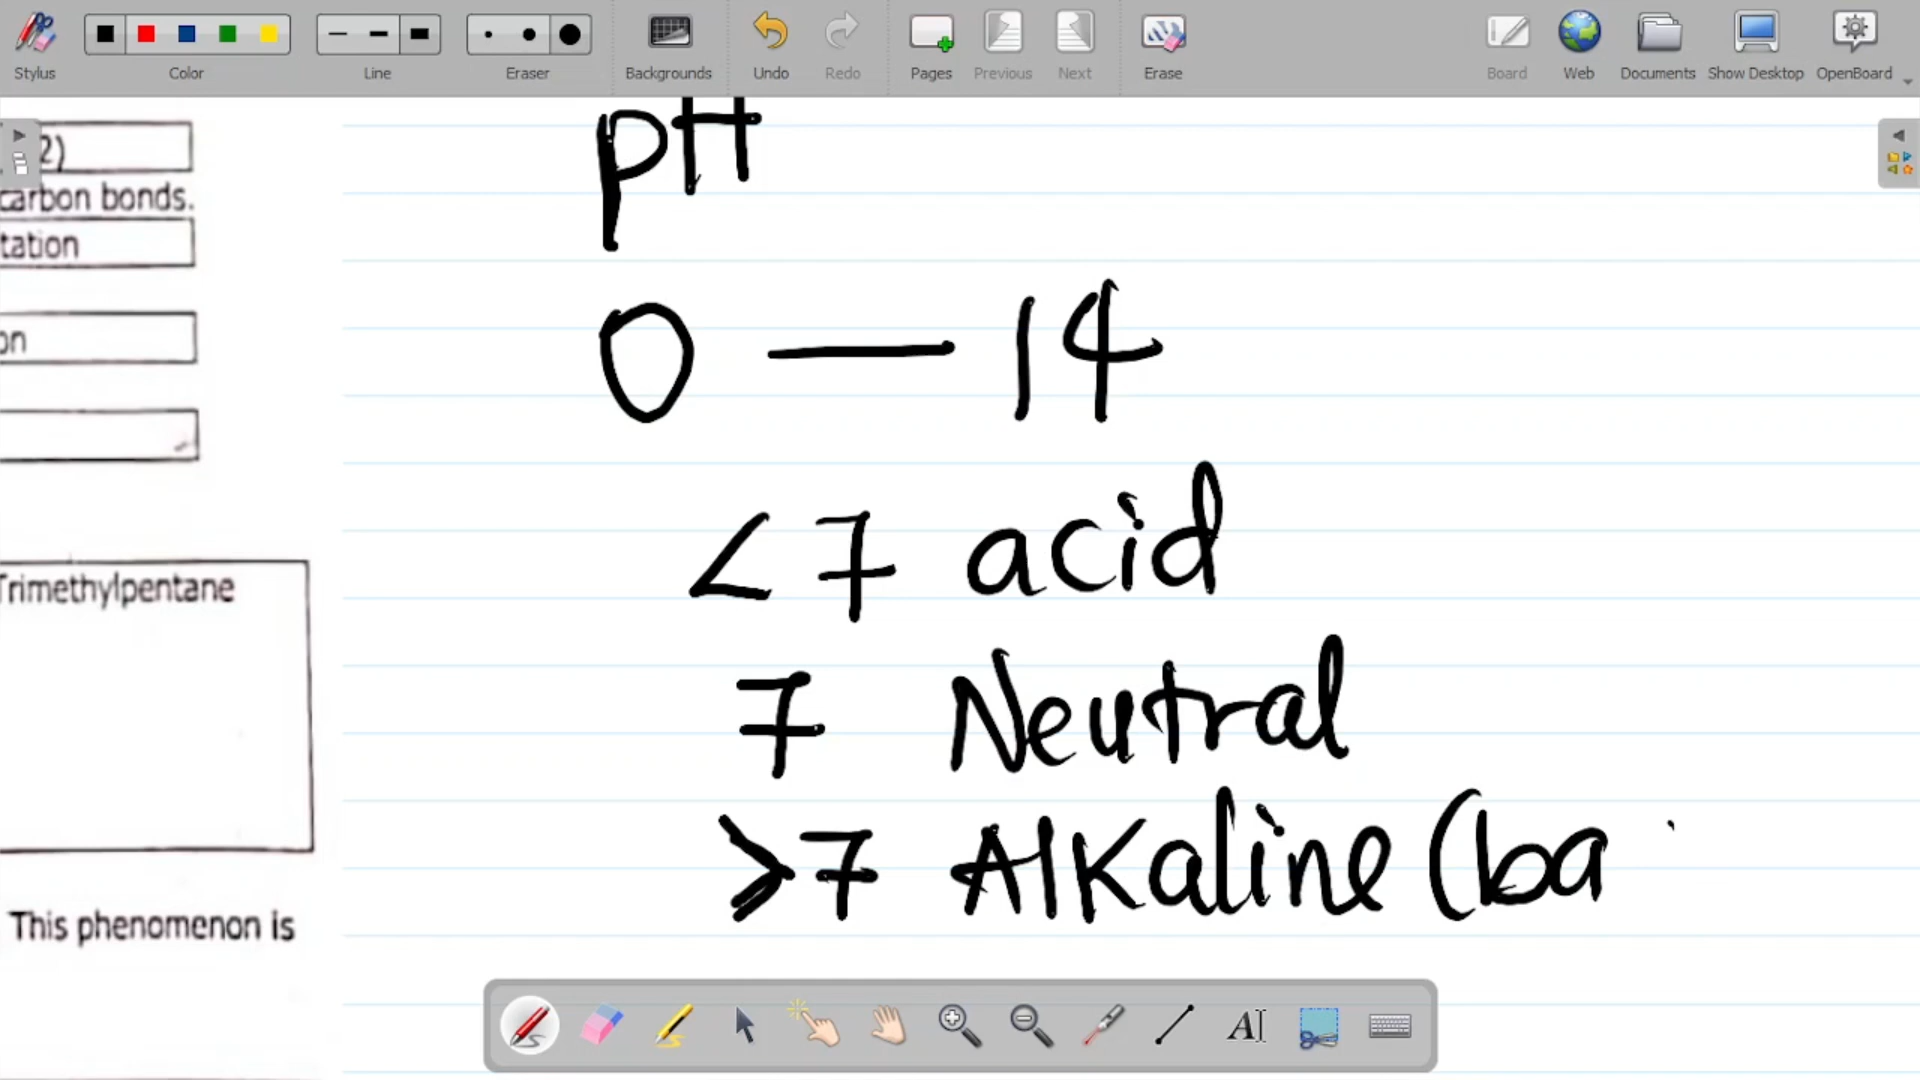 Stylus
Color
Line
Eraser
Backgrounds
Undo
Redo
Pages
Previous
Next
Erase
Board
Web
Documents
Show Desktop
OpenBoard
2)
carbon bonds.
tation
on
Trimethylpentane
This phenomenon is
pH
0 — 14
<7 acid
7 Neutral
>7 Alkaline (ba